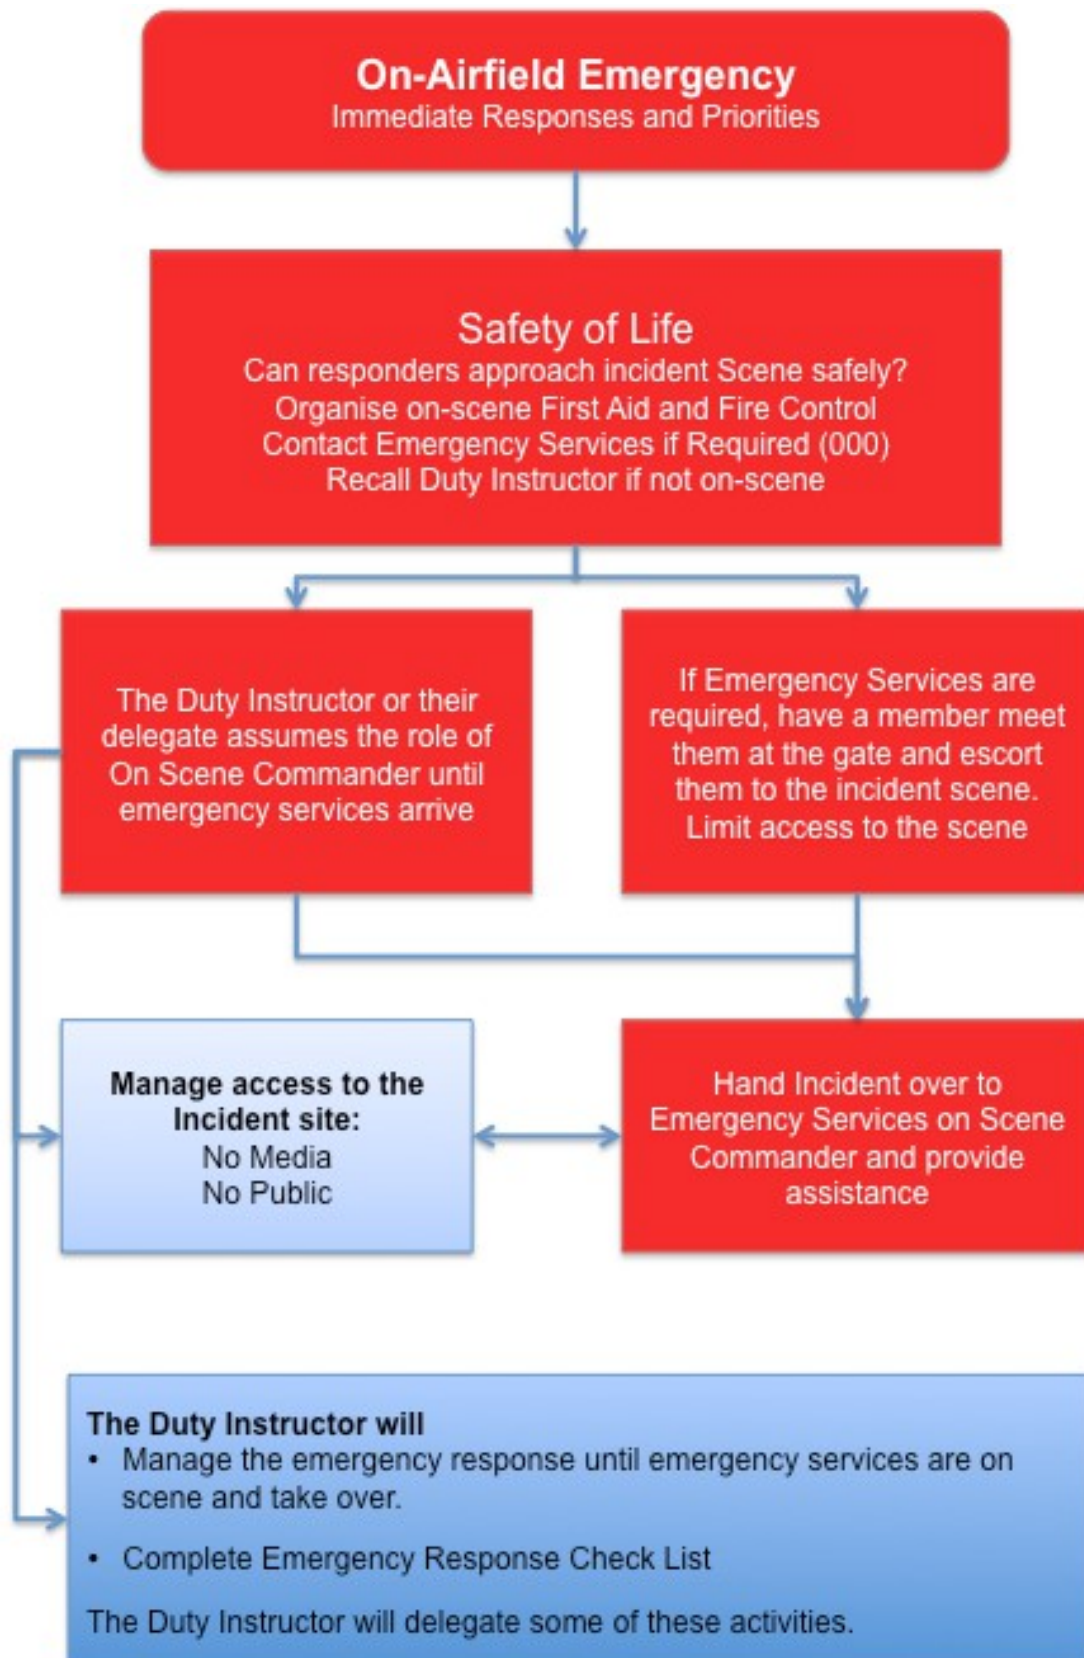 On-Airfield Emergency
Immediate Responses and Priorities
Safety of Life
Can responders approach incident Scene safely?
Organise on-scene First Aid and Fire Control
Contact Emergency Services if Required (000)
Recall Duty Instructor if not on-scene
The Duty Instructor or their
delegate assumes the role of
On Scene Commander until
emergency services arrive
If Emergency Services are
required, have a member meet
them at the gate and escort
them to the incident scene.
Limit access to the scene
Manage access to the
Incident site:
No Media
No Public
Hand Incident over to
Emergency Services on Scene
Commander and provide
assistance
The Duty Instructor will
• Manage the emergency response until emergency services are on
scene and take over.
• Complete Emergency Response Check List
The Duty Instructor will delegate some of these activities.